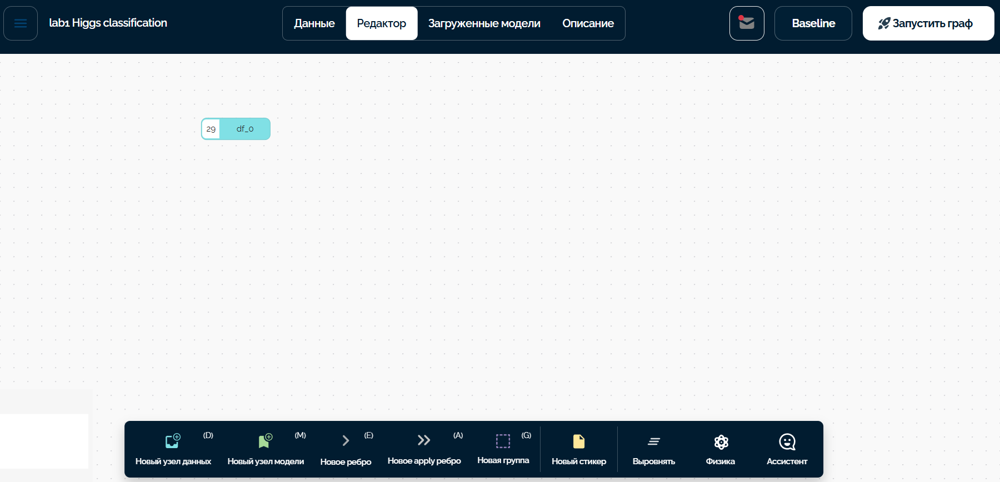 lab1 Higgs classification
Данные
Редактор
Загруженные модели
Описание
Baseline
Запустить граф
29
df_0
(D)
Новый узел данных
(M)
Новый узел модели
(E)
Новое ребро
(A)
Новое apply ребро
(G)
Новая группа
Новый стикер
Выровнять
Физика
Ассистент